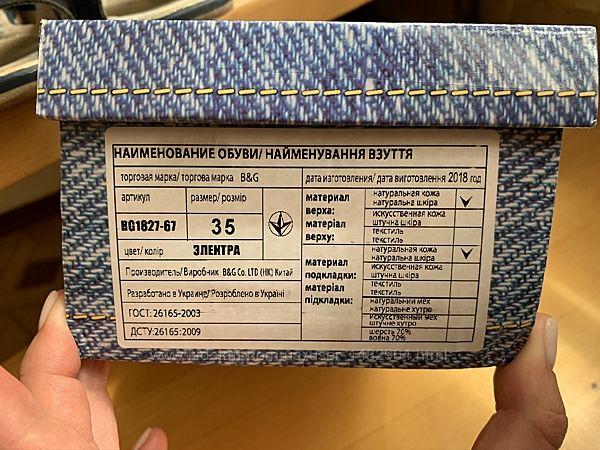 НАИМЕНОВАНИЕ ОБУВИ/ НАЙМЕНУВАННЯ ВЗУТТЯ
торговая марка/ торгова марка B&G
дата изготовления/ дата виготовлення 2018 год
артикул
размер/ розмір
BG1827-67
35
цвет/ колір
ЭЛЕНТРА
Производитель/ Виробник B&G Co. LTD (HK) Китай
Разработано в Украине/ Розроблено в Україні
ГОСТ: 26165-2003
ДСТУ:26165:2009
материал
верха:
матеріал
верху:
натуральная кожа
натуральна шкіра
искусственная кожа
штучна шкіра
текстиль
текстиль
материал
подкладки:
матеріал
підкладки:
натуральная кожа
натуральна шкіра
искусственная кожа
штучна шкіра
текстиль
текстиль
натуральний мех
натуральне хутро
искуственный мех
штучне хутро
шерсть 70%
вовна 70%